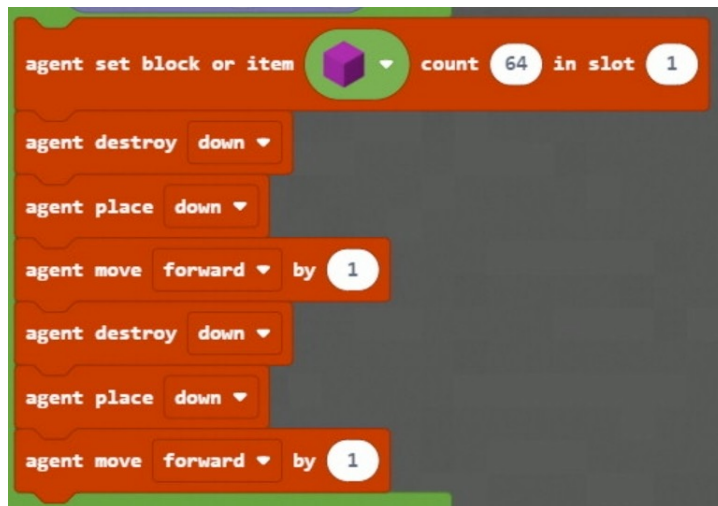 agent set block or item count 64 in slot 1
agent destroy down
agent place down
agent move forward by 1
agent destroy down
agent place down
agent move forward by 1